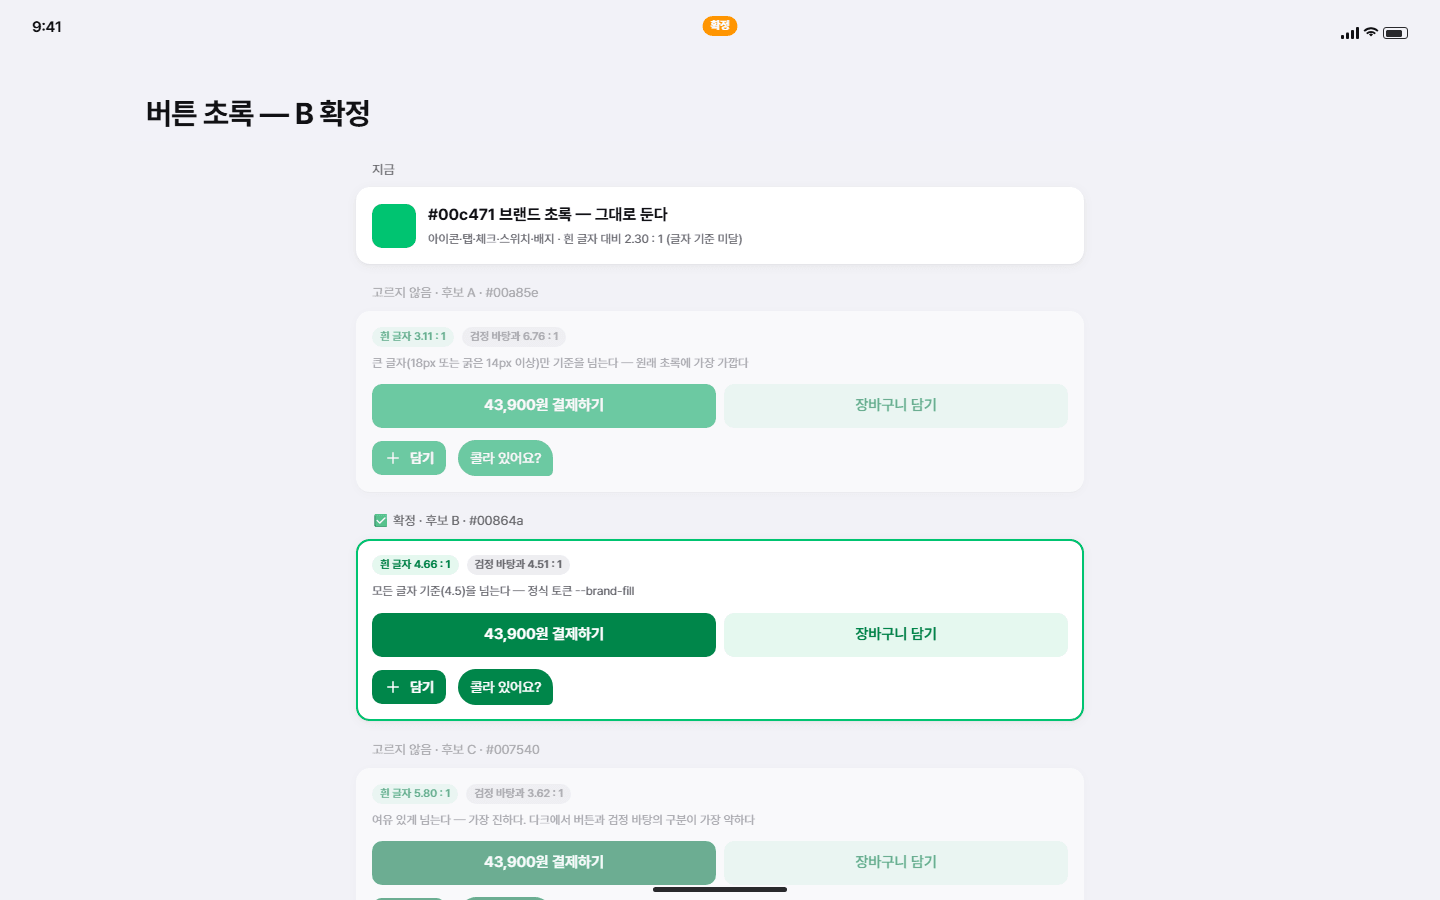 9:41
확정
버튼 초록 — B 확정
지금
#00c471 브랜드 초록 — 그대로 둔다
아이콘·탭·체크·스위치·배지 · 흰 글자 대비 2.30 : 1 (글자 기준 미달)
고르지 않음 · 후보 A · #00a85e
흰 글자 3.11 : 1 검정 바탕과 6.76 : 1
큰 글자(18px 또는 굵은 14px 이상)만 기준을 넘는다 — 원래 초록에 가장 가깝다
43,900원 결제하기 장바구니 담기
+ 담기 콜라 있어요?
✅ 확정 · 후보 B · #00864a
흰 글자 4.66 : 1 검정 바탕과 4.51 : 1
모든 글자 기준(4.5)을 넘는다 — 정식 토큰 --brand-fill
43,900원 결제하기 장바구니 담기
+ 담기 콜라 있어요?
고르지 않음 · 후보 C · #007540
흰 글자 5.80 : 1 검정 바탕과 3.62 : 1
여유 있게 넘는다 — 가장 진하다. 다크에서 버튼과 검정 바탕의 구분이 가장 약하다
43,900원 결제하기 장바구니 담기